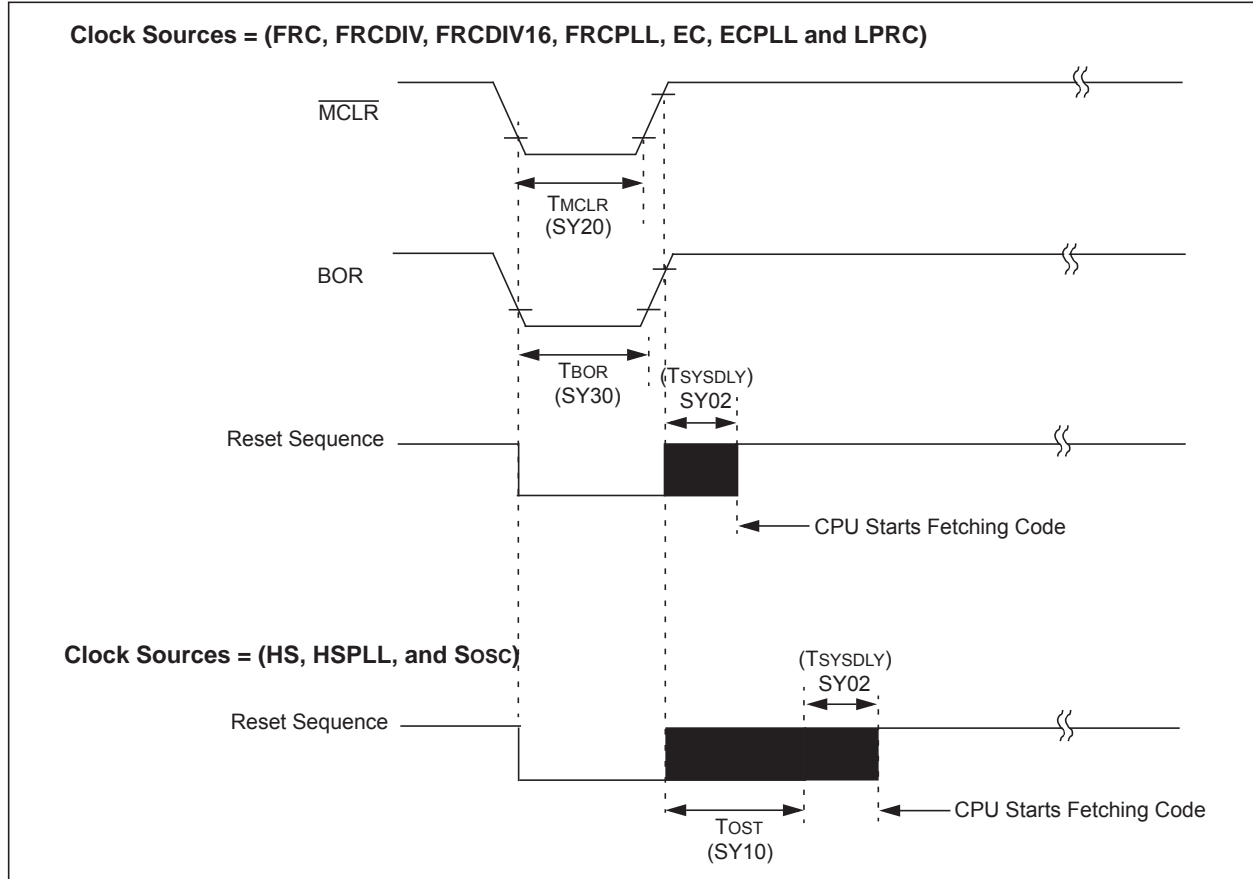 Clock Sources = (FRC, FRCDIV, FRCDIV16, FRCPLL, EC, ECPLL and LPRC)
MCLR
TMCLR
(SY20)
BOR
TBOR
(SY30)
(TSYSDLY)
SY02
Reset Sequence
CPU Starts Fetching Code
Clock Sources = (HS, HSPLL, and SOSC)
(TSYSDLY)
SY02
Reset Sequence
CPU Starts Fetching Code
TOST
(SY10)